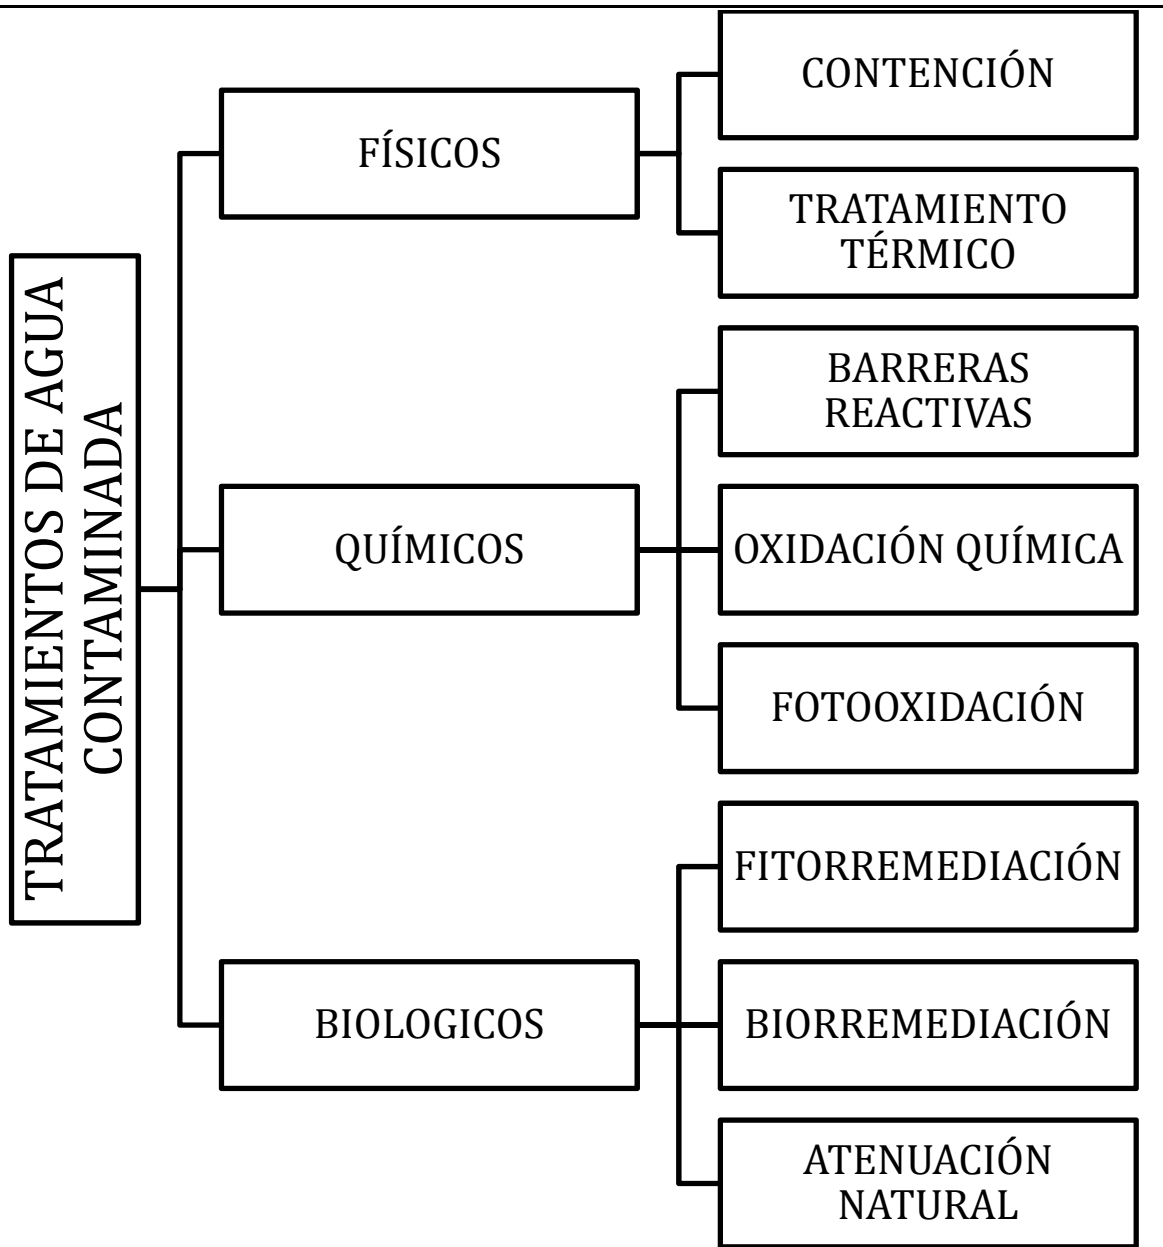 TRATAMIENTOS DE AGUA
CONTAMINADA
FÍSICOS
CONTENCIÓN
TRATAMIENTO
TÉRMICO
QUÍMICOS
BARRERAS
REACTIVAS
OXIDACIÓN QUÍMICA
FOTOOXIDACIÓN
BIOLOGICOS
FITORREMEDIACIÓN
BIORREMEDIACIÓN
ATENUACIÓN
NATURAL